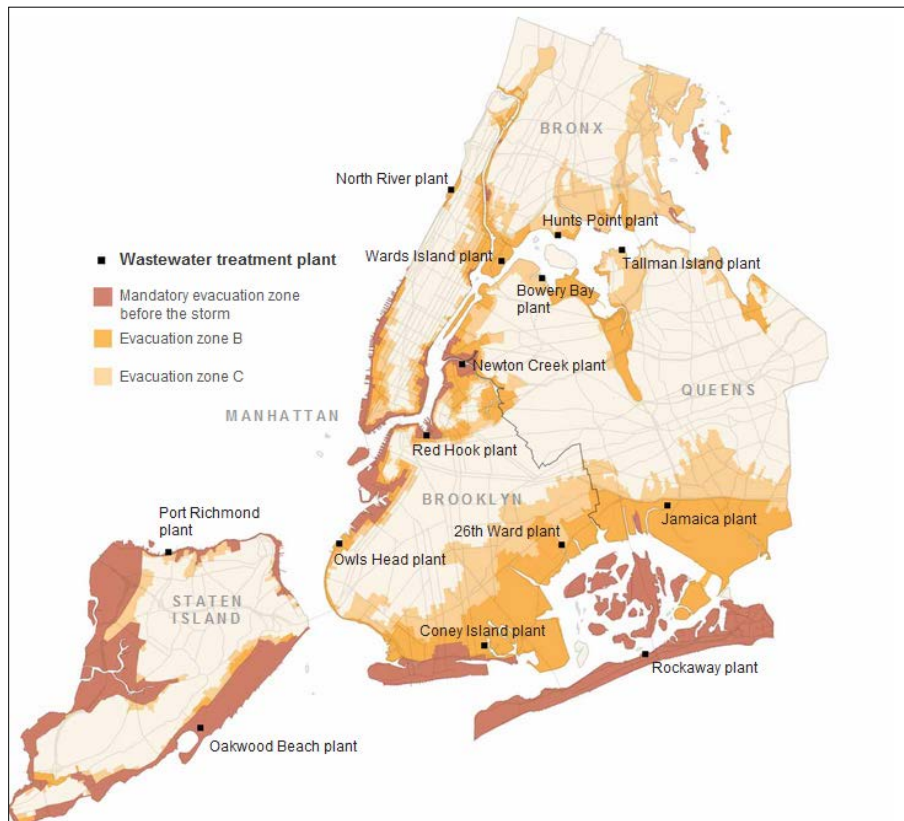 BRONX
North River plant
Hunts Point plant
Wards Island plant
Tallman Island plant
Wastewater treatment plant
Bowery Bay
plant
Mandatory evacuation zone
before the storm
Evacuation zone B
Newton Creek plant
Evacuation zone C
QUEENS
MANHATTAN
Red Hook plant
BROOKLYN
Port Richmond
plant
Jamaica plant
26th Ward plant
Owls Head plant
STATEN
ISLAND
Coney Island plant
Rockaway plant
Oakwood Beach plant